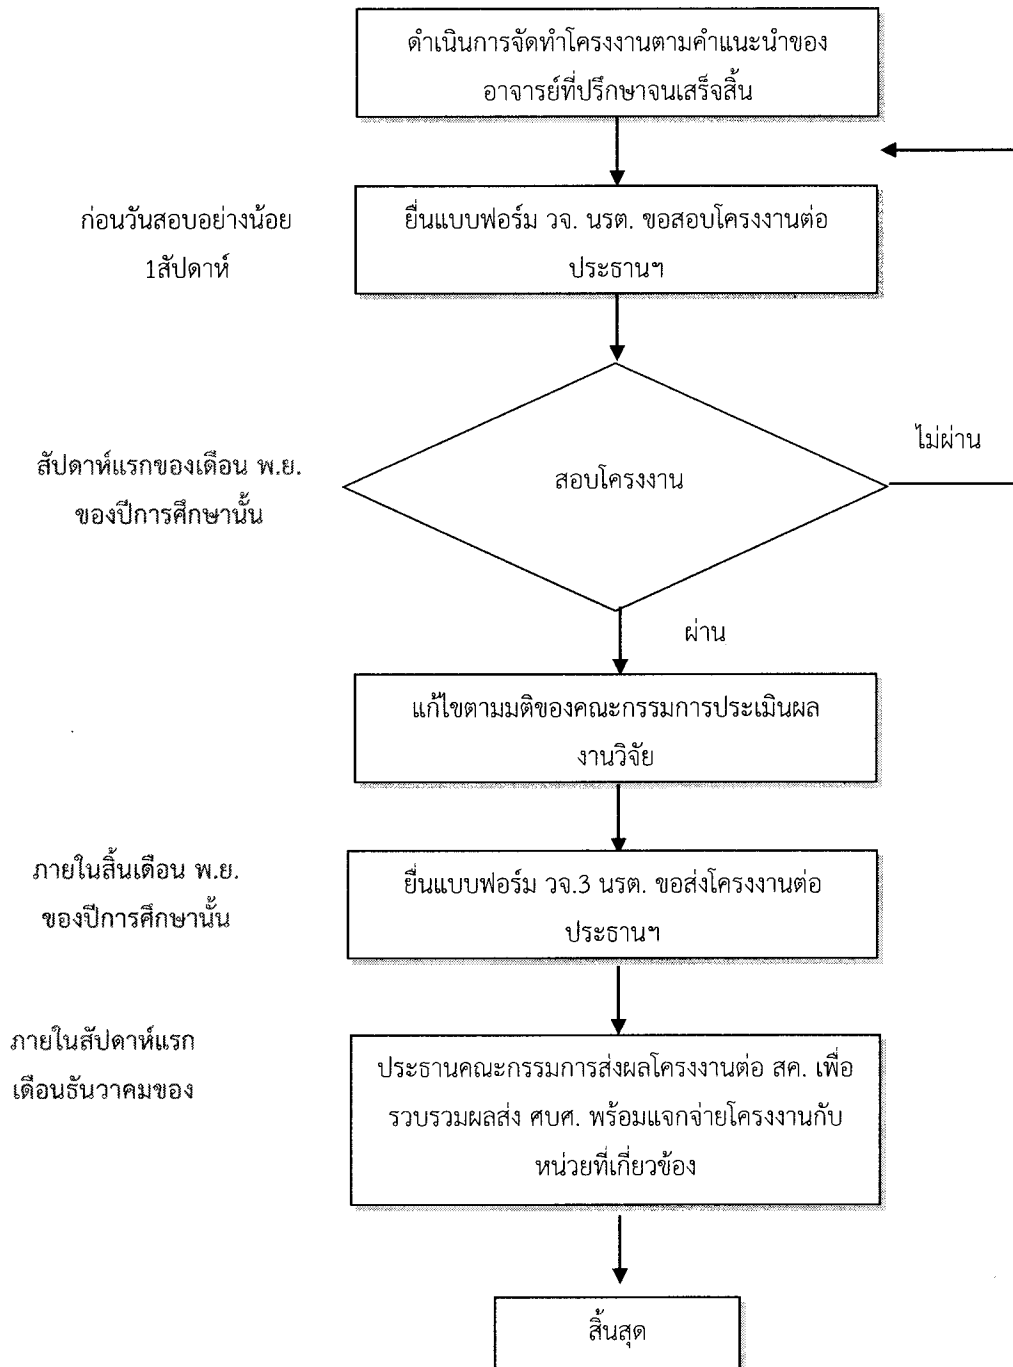 ดำเนินการจัดทำโครงงานตามคำแนะนำของ
อาจารย์ที่ปรึกษาจนเสร็จสิ้น
ก่อนวันสอบอย่างน้อย
1สัปดาห์
ยื่นแบบฟอร์ม วจ. นรต. ขอสอบโครงงานต่อ
ประธานฯ
สัปดาห์แรกของเดือน พ.ย.
ของปีการศึกษานั้น
สอบโครงงาน
ไม่ผ่าน
ผ่าน
แก้ไขตามมติของคณะกรรมการประเมินผล
งานวิจัย
ภายในสิ้นเดือน พ.ย.
ของปีการศึกษานั้น
ยื่นแบบฟอร์ม วจ.3 นรต. ขอส่งโครงงานต่อ
ประธานฯ
ภายในสัปดาห์แรก
เดือนธันวาคมของ
ประธานคณะกรรมการส่งผลโครงงานต่อ สค. เพื่อ
รวบรวมผลส่ง ศบศ. พร้อมแจกจ่ายโครงงานกับ
หน่วยที่เกี่ยวข้อง
สิ้นสุด